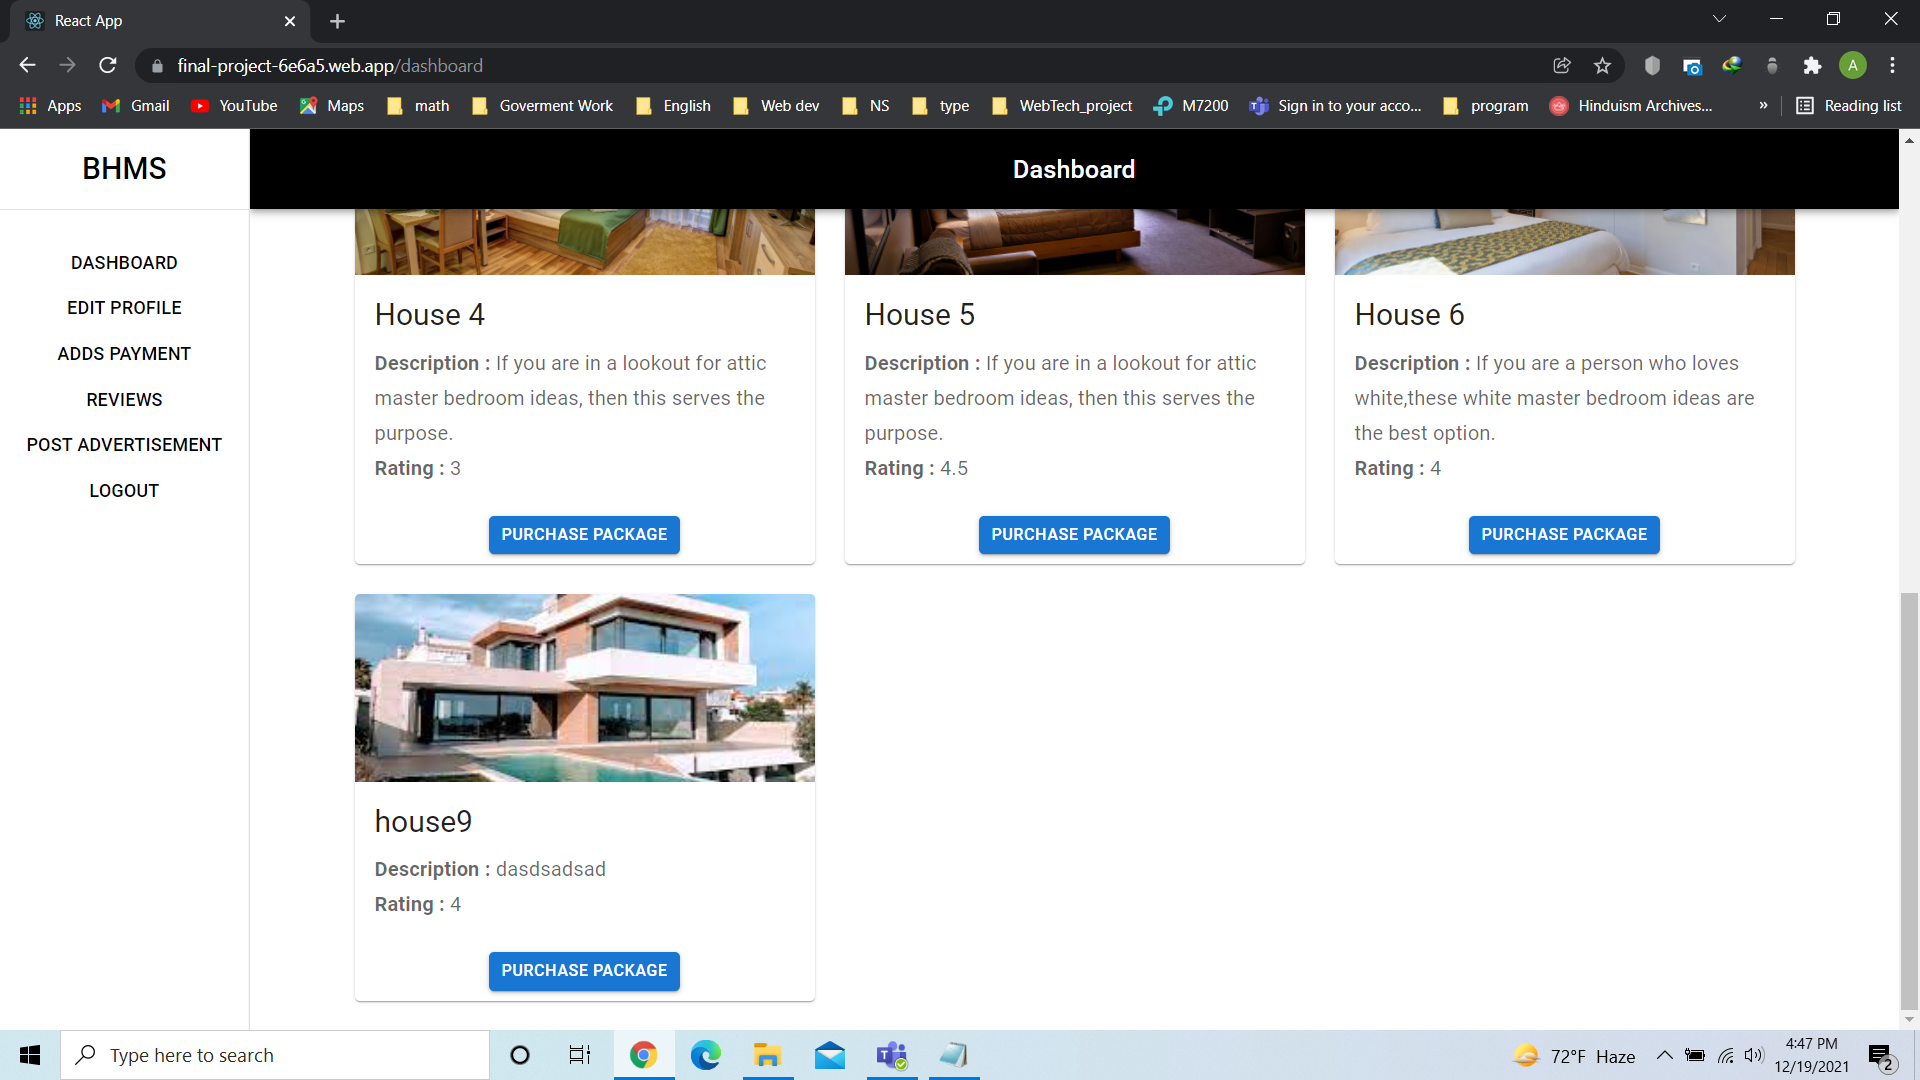 React App
final-project-6e6a5.web.app/dashboard
A
Apps Gmail YouTube Maps math Goverment Work English Web dev NS type WebTech_project M7200 Sign in to your acco... program Hinduism Archives... » Reading list
BHMS
Dashboard
DASHBOARD
EDIT PROFILE
ADDS PAYMENT
REVIEWS
POST ADVERTISEMENT
LOGOUT
House 4
Description : If you are in a lookout for attic
master bedroom ideas, then this serves the
purpose.
Rating : 3
PURCHASE PACKAGE
House 5
Description : If you are in a lookout for attic
master bedroom ideas, then this serves the
purpose.
Rating : 4.5
PURCHASE PACKAGE
House 6
Description : If you are a person who loves
white,these white master bedroom ideas are
the best option.
Rating : 4
PURCHASE PACKAGE
house9
Description : dasdsadsad
Rating : 4
PURCHASE PACKAGE
Type here to search
72°F Haze
4:47 PM
12/19/2021
2